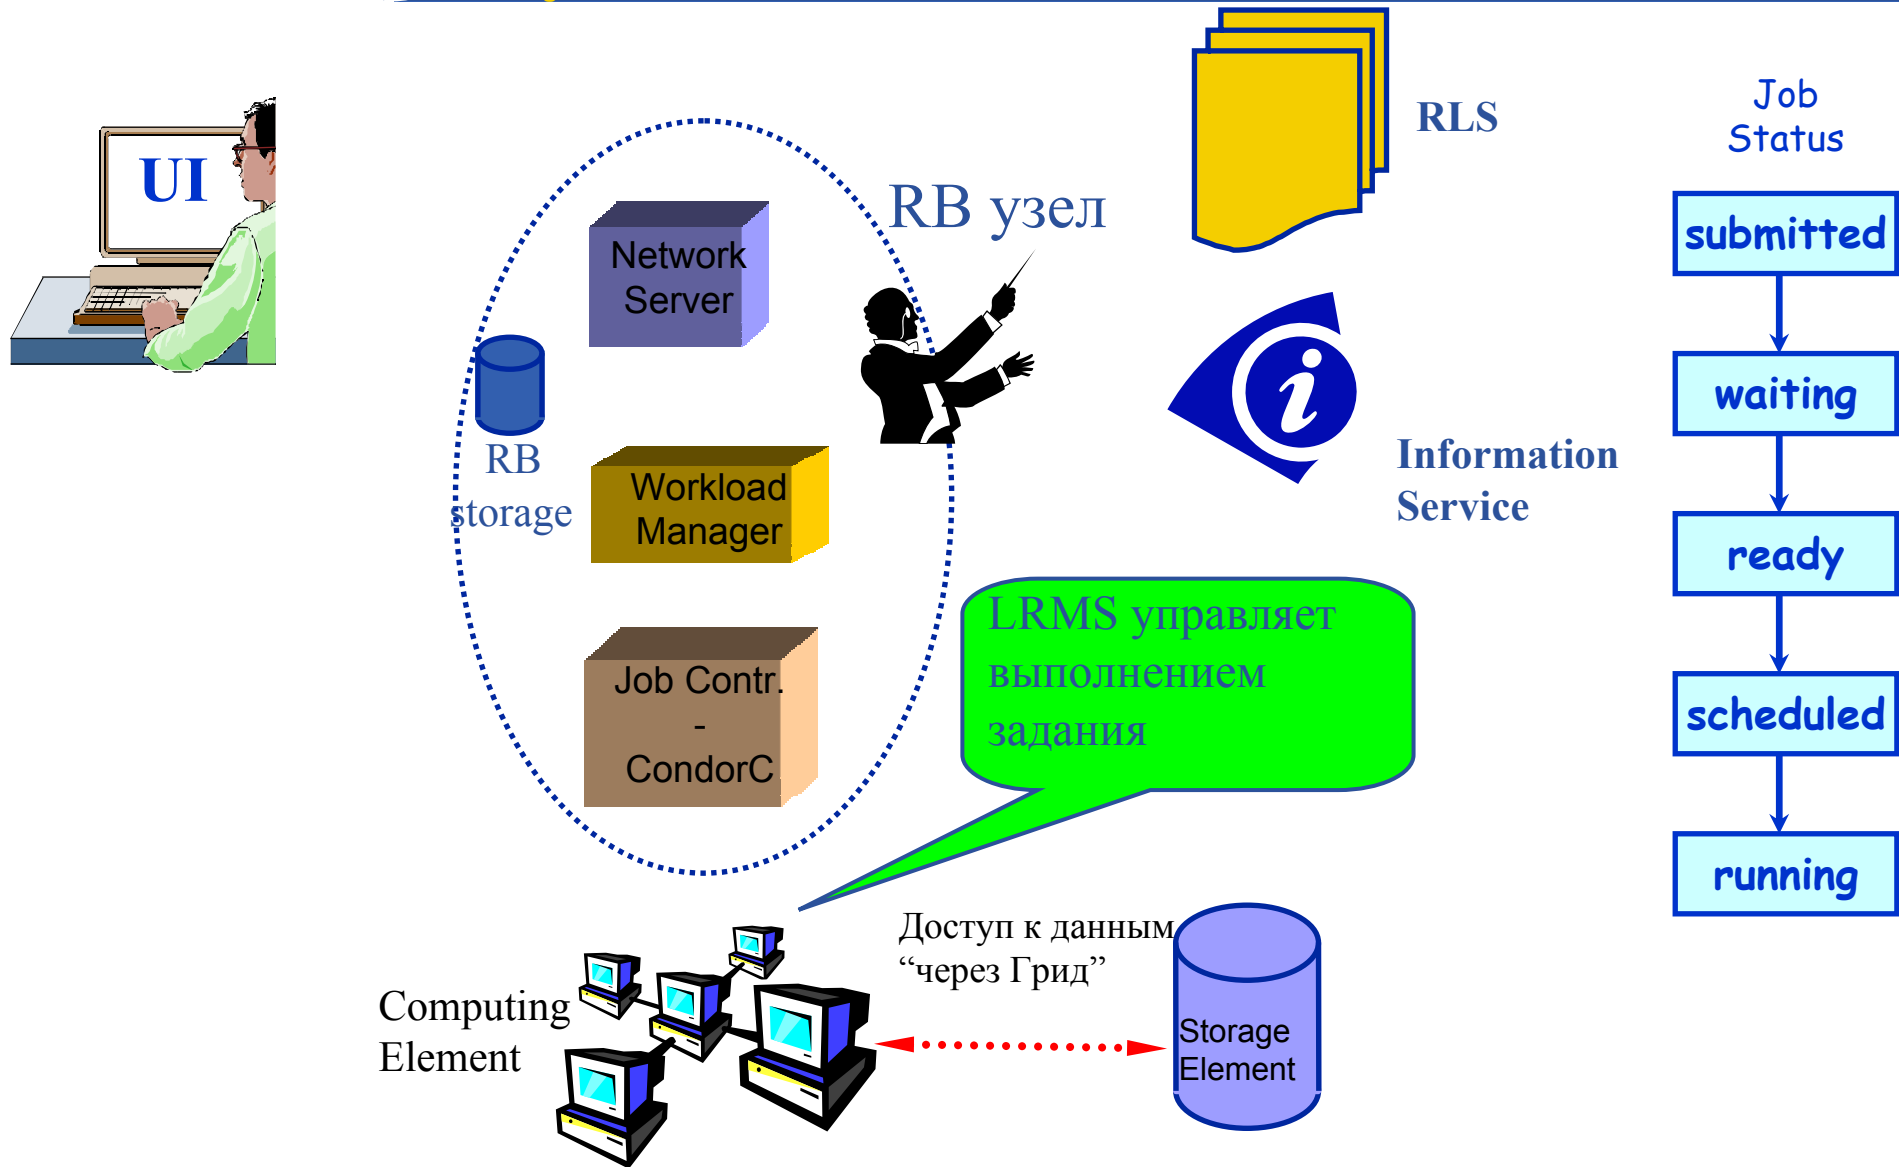 UI
RLS
Job
Status
RB узел
submitted
Network
Server
waiting
RB
storage
Information
Service
Workload
Manager
ready
LRMS управляет
выполнением
задания
Job Contr.
-
CondorC
scheduled
running
Доступ к данным
“через Грид”
Computing
Element
Storage
Element